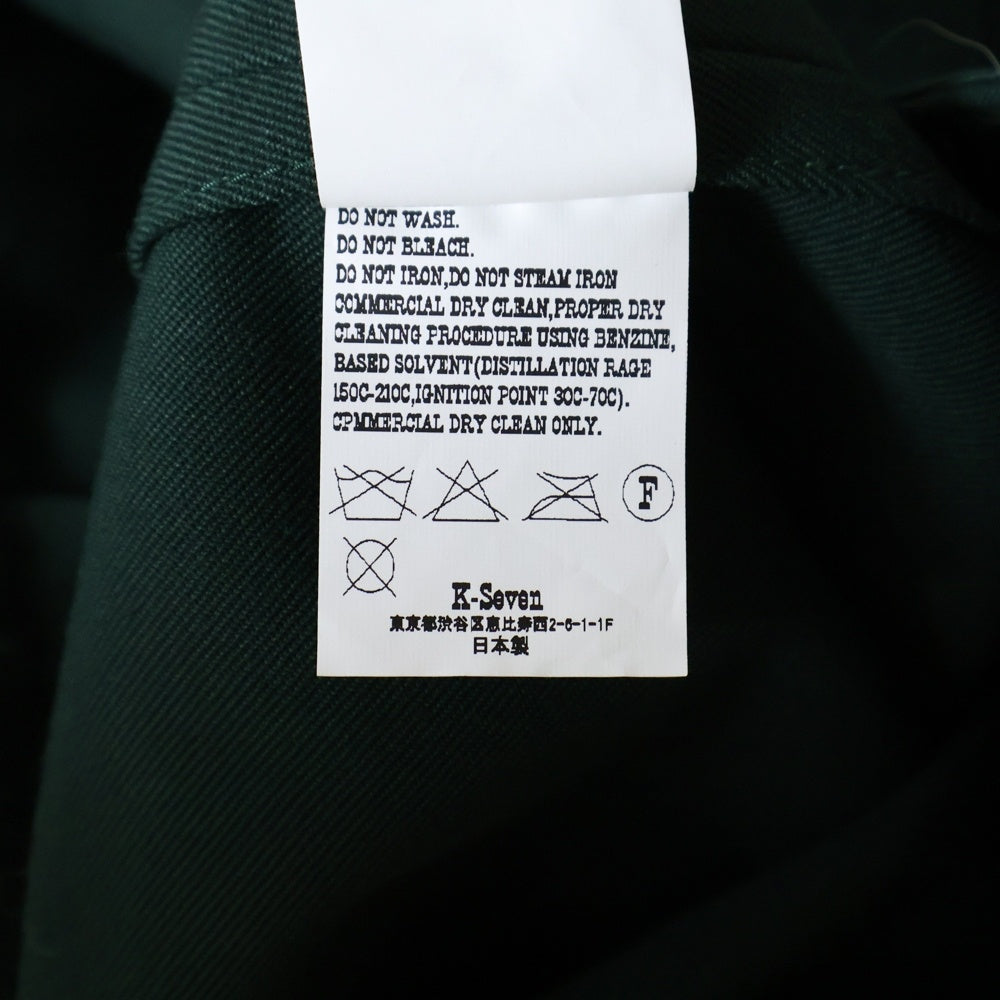 DO NOT WASH.
DO NOT BLEACH.
DO NOT IRON,DO NOT STEAM IRON
COMMERCIAL DRY CLEAN,PROPER DRY
CLEANING PROCEDURE USING BENZINE,
BASED SOLVENT(DISTILLATION RAGE
150C-210C,IGNITION POINT 30C-70C).
CPMMERCIAL DRY CLEAN ONLY.
F
K-Seven
東京都渋谷区恵比寿西2-6-1-1F
日本製